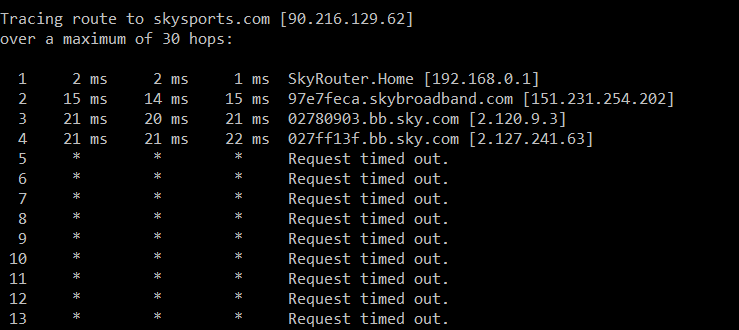 Tracing route to skysports.com [90.216.129.62]
over a maximum of 30 hops:
1 2 ms 2 ms 1 ms SkyRouter.Home [192.168.0.1]
2 15 ms 14 ms 15 ms 97e7feca.skybroadband.com [151.231.254.202]
3 21 ms 20 ms 21 ms 02780903.bb.sky.com [2.120.9.3]
4 21 ms 21 ms 22 ms 027ff13f.bb.sky.com [2.127.241.63]
5 * * * Request timed out.
6 * * * Request timed out.
7 * * * Request timed out.
8 * * * Request timed out.
9 * * * Request timed out.
10 * * * Request timed out.
11 * * * Request timed out.
12 * * * Request timed out.
13 * * * Request timed out.